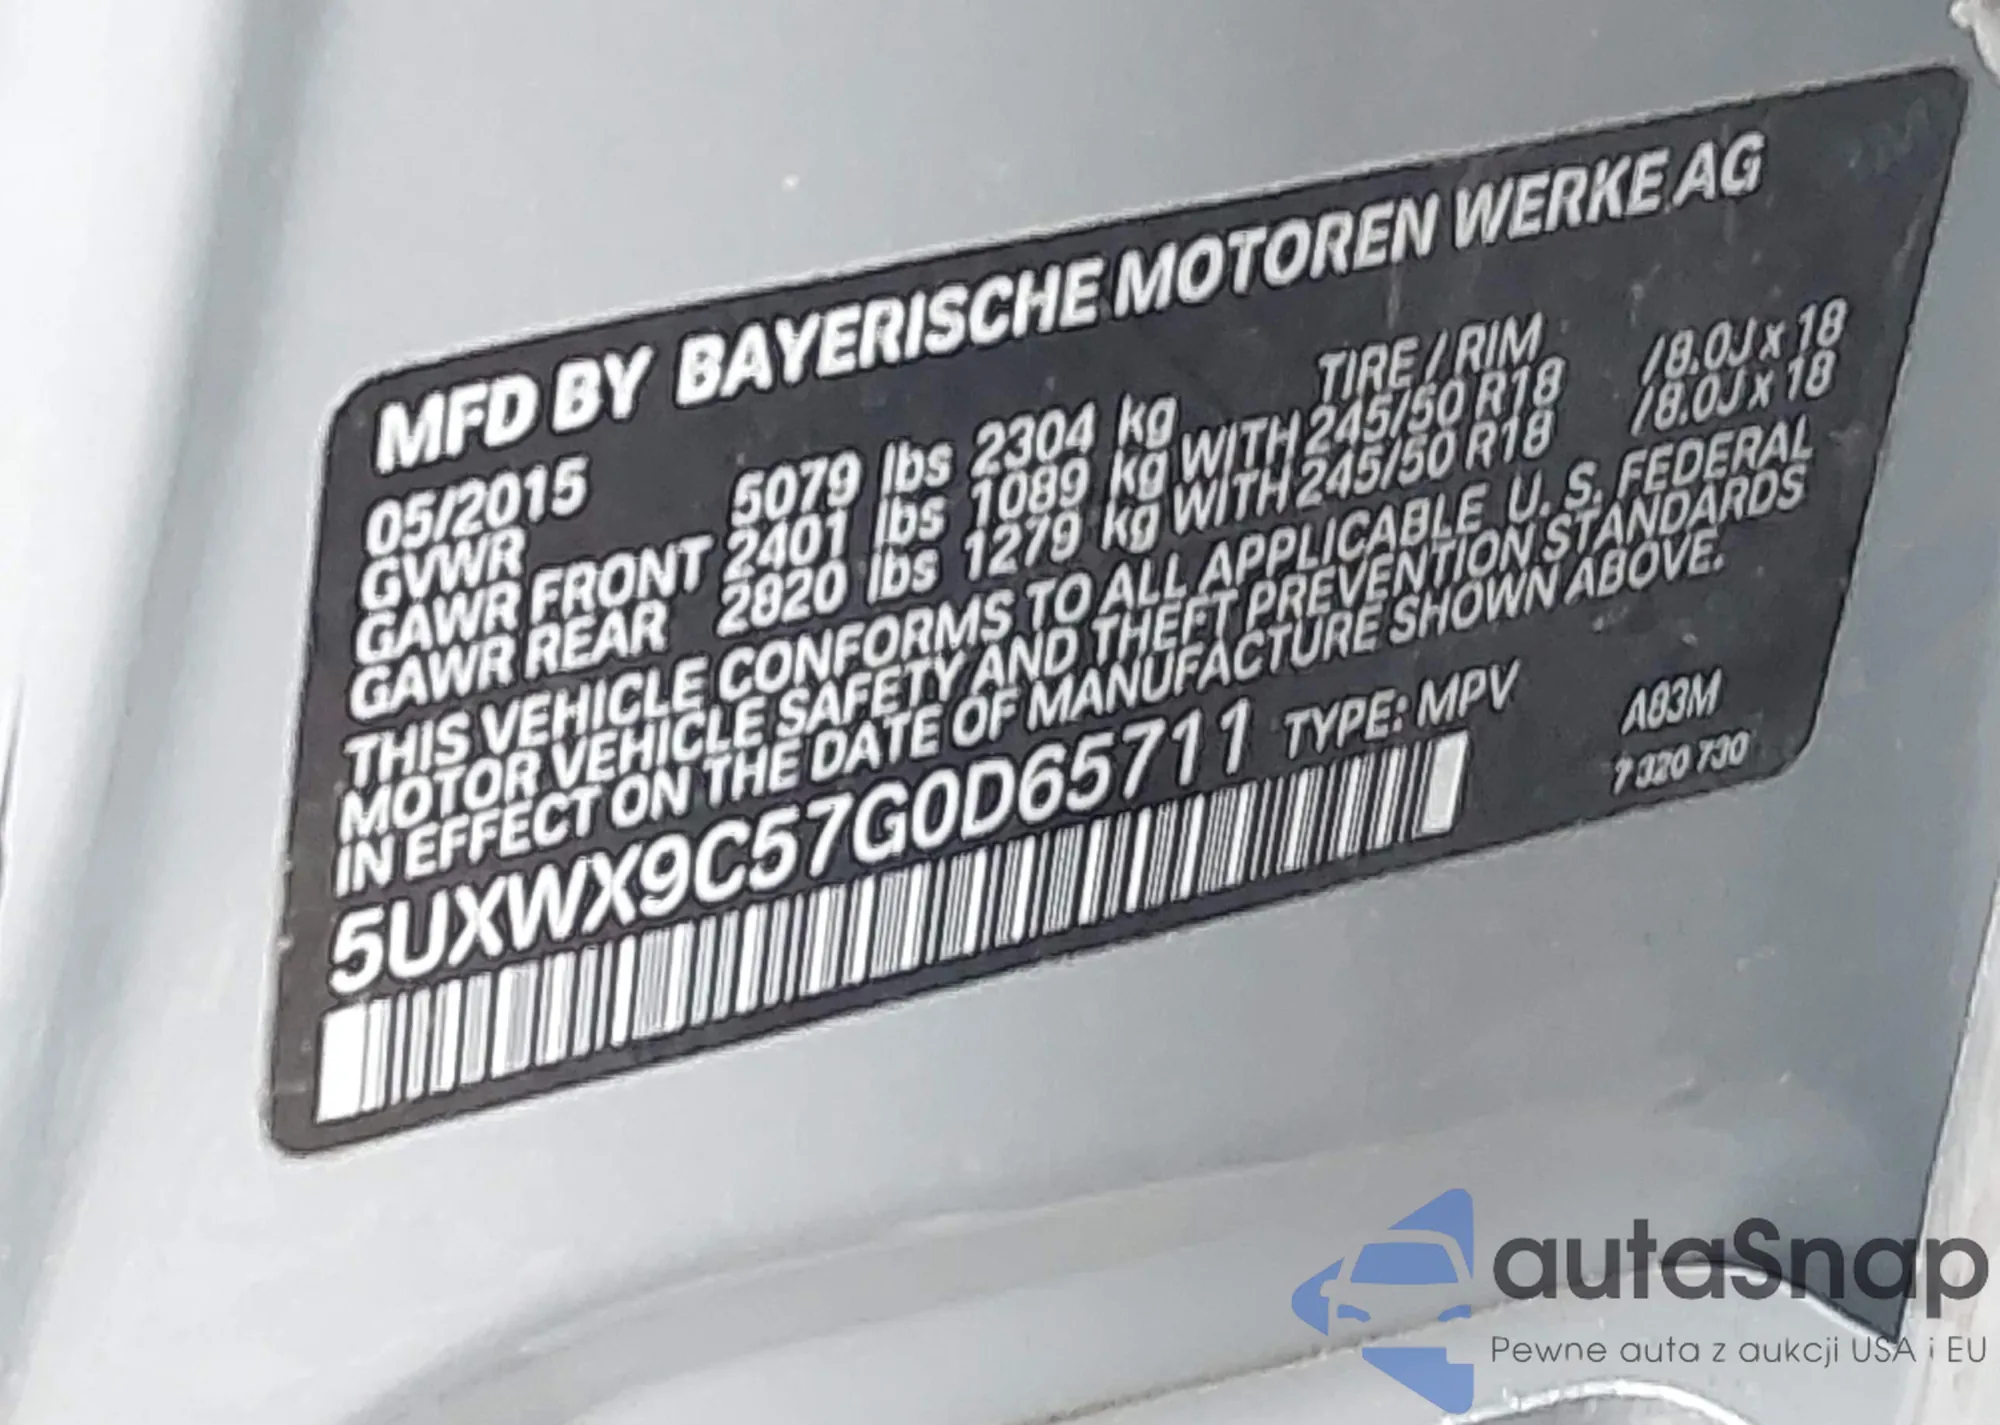 MFD BY BAYERISCHE MOTOREN WERKE AG
05/2015 TIRE / RIM
GVWR 5079 lbs 2304 kg
GAWR FRONT 2401 lbs 1089 kg WITH 245/50 R18 /8.0J x 18
GAWR REAR 2820 lbs 1279 kg WITH 245/50 R18 /8.0J x 18
THIS VEHICLE CONFORMS TO ALL APPLICABLE U. S. FEDERAL
MOTOR VEHICLE SAFETY AND THEFT PREVENTION STANDARDS
IN EFFECT ON THE DATE OF MANUFACTURE SHOWN ABOVE.
5UXWX9C57G0D65711 TYPE: MPV A83M
7 320 730
autaSnap
Pewne auta z aukcji USA i EU